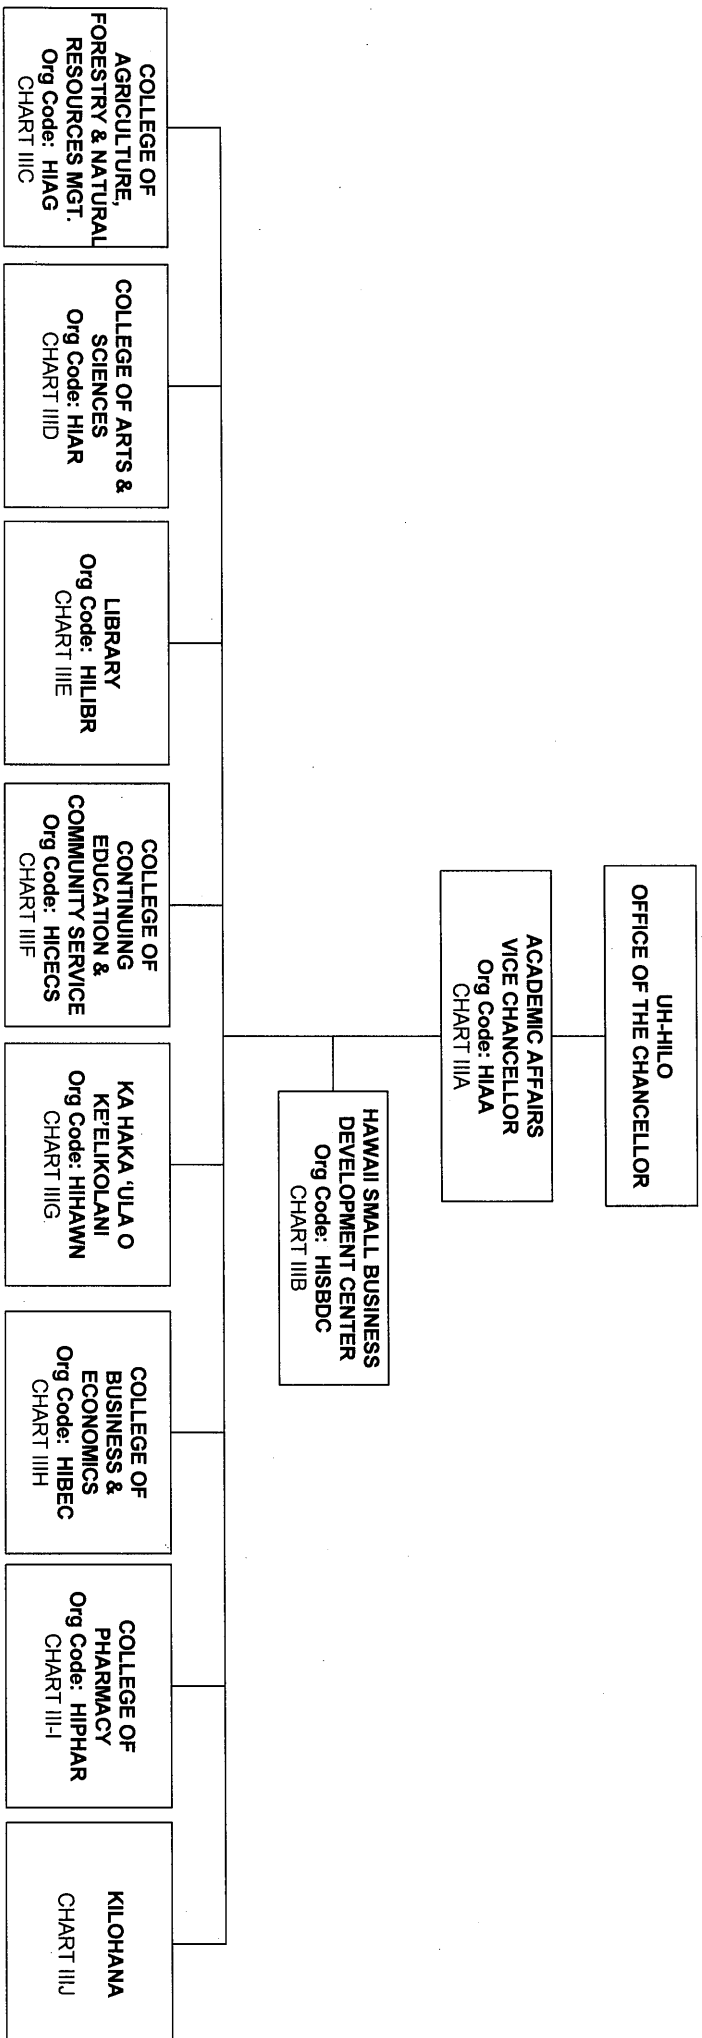 UH-HILO
OFFICE OF THE CHANCELLOR
ACADEMIC AFFAIRS
VICE CHANCELLOR
Org Code: HIAA
CHART IIIA
HAWAII SMALL BUSINESS
DEVELOPMENT CENTER
Org Code: HISBDC
CHART IIIB
COLLEGE OF
AGRICULTURE,
FORESTRY & NATURAL
RESOURCES MGT.
Org Code: HIAG
CHART IIIC
COLLEGE OF ARTS &
SCIENCES
Org Code: HIAR
CHART IIID
LIBRARY
Org Code: HILIBR
CHART IIIE
COLLEGE OF
CONTINUING
EDUCATION &
COMMUNITY SERVICE
Org Code: HICECS
CHART IIIF
KA HAKA ‘ULA O
KE’ELIKOLANI
Org Code: HIHAWN
CHART IIIG
COLLEGE OF
BUSINESS &
ECONOMICS
Org Code: HIBEC
CHART IIIH
COLLEGE OF
PHARMACY
Org Code: HIPHAR
CHART III-I
KILOHANA
CHART IIIJ